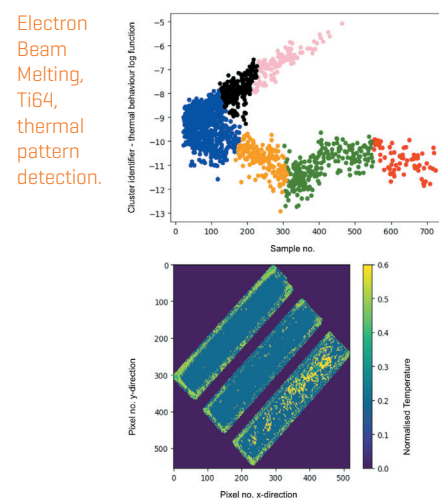 Electron
Beam
Melting,
Ti64,
thermal
pattern
detection.
Cluster identifier - thermal behaviour log function
−5
−6
−7
−8
−9
−10
−11
−12
−13
0 100 200 300 400 500 600 700
Sample no.
Pixel no. y-direction
0
100
200
300
400
500
0 100 200 300 400 500
Pixel no. x-direction
0.6
0.5
0.4
0.3
0.2
0.1
0.0
Normalised Temperature